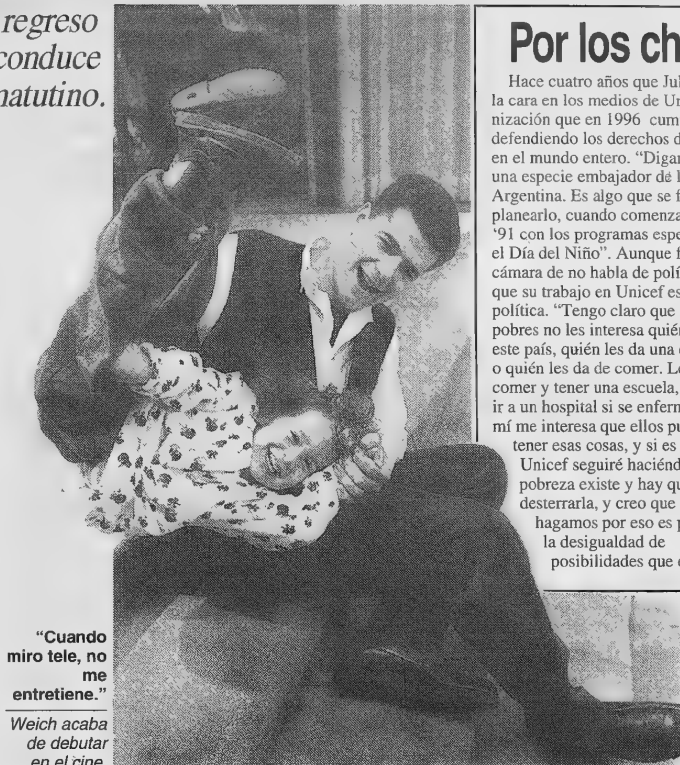 regreso
conduce
matutino.
"Cuando
miro tele, no
me
entretiene."
Weich acaba
de debutar
en el cine
Por los ch
Hace cuatro años que Jul
la cara en los medios de Un
nización que en 1996 cum
defendiendo los derechos d
en el mundo entero. "Digar
una especie embajador de l
Argentina. Es algo que se f
planearlo, cuando comenza
'91 con los programas espe
el Día del Niño". Aunque f
cámara de no habla de polí
que su trabajo en Unicef es
política. "Tengo claro que
pobres no les interesa quién
este país, quién les da una
o quién les da de comer. L
comer y tener una escuela,
ir a un hospital si se enferm
mí me interesa que ellos pu
tener esas cosas, y si es
Unicef seguiré haciénd
pobreza existe y hay qu
desterrarla, y creo que
hagamos por eso es p
la desigualdad de
posibilidades que e